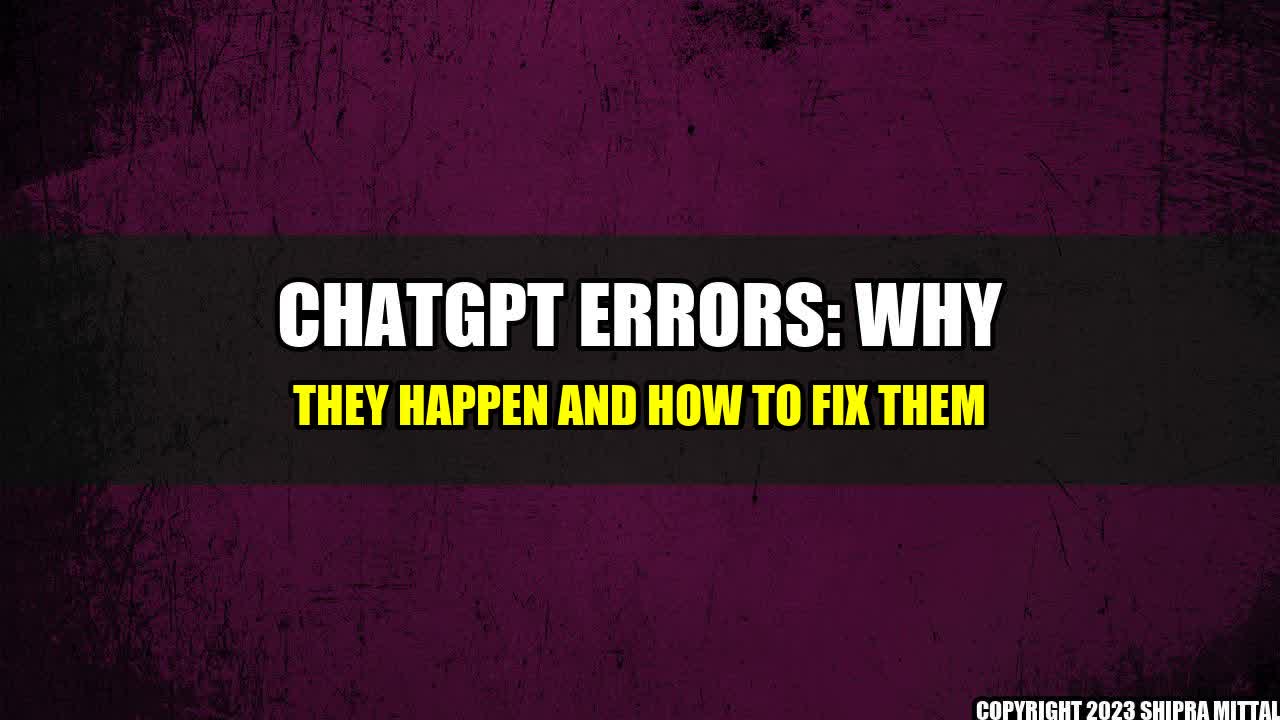 CHATGPT ERRORS: WHY
THEY HAPPEN AND HOW TO FIX THEM
COPYRIGHT 2023 SHIPRA MITTAL